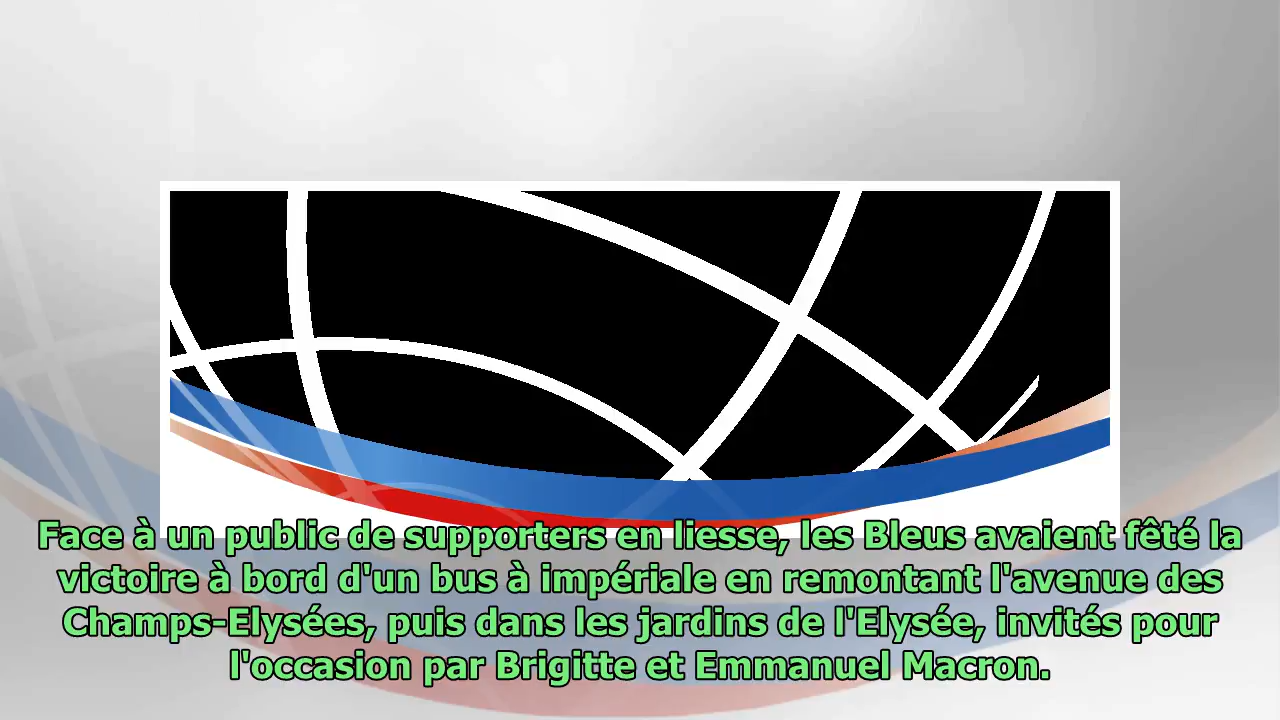 Face à un public de supporters en liesse, les Bleus avaient fêté la
victoire à bord d'un bus à impériale en remontant l'avenue des
Champs-Elysées, puis dans les jardins de l'Elysée, invités pour
l'occasion par Brigitte et Emmanuel Macron.